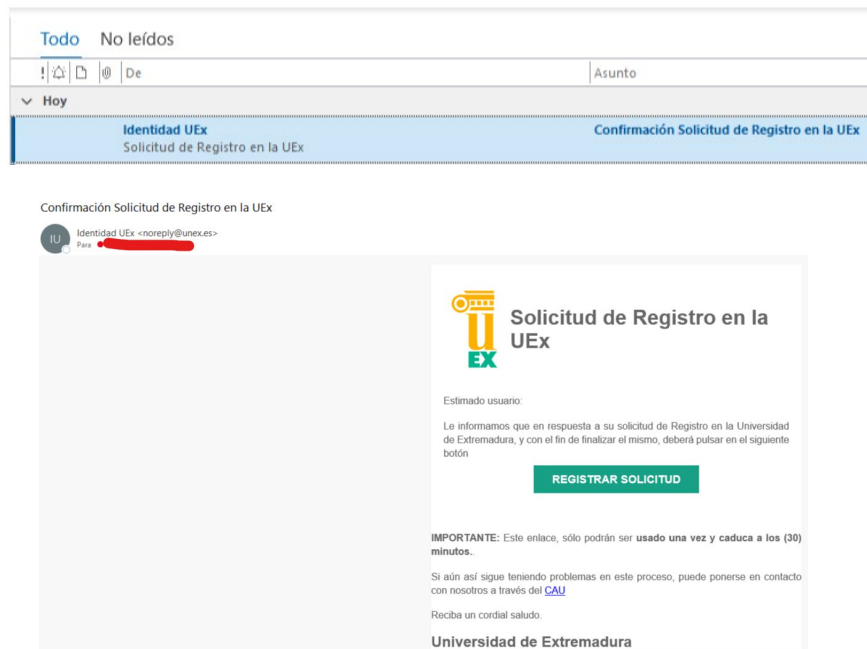 Todo No leídos
! De Asunto
Hoy
Identidad UEx Confirmación Solicitud de Registro en la UEx
Solicitud de Registro en la UEx
Confirmación Solicitud de Registro en la UEx
IU Identidad UEx <noreply@unex.es>
Para
UEX
Solicitud de Registro en la
UEx
Estimado usuario:
Le informamos que en respuesta a su solicitud de Registro en la Universidad
de Extremadura, y con el fin de finalizar el mismo, deberá pulsar en el siguiente
botón
REGISTRAR SOLICITUD
IMPORTANTE: Este enlace, sólo podrán ser usado una vez y caduca a los (30)
minutos..
Si aún así sigue teniendo problemas en este proceso, puede ponerse en contacto
con nosotros a través del CAU
Reciba un cordial saludo.
Universidad de Extremadura